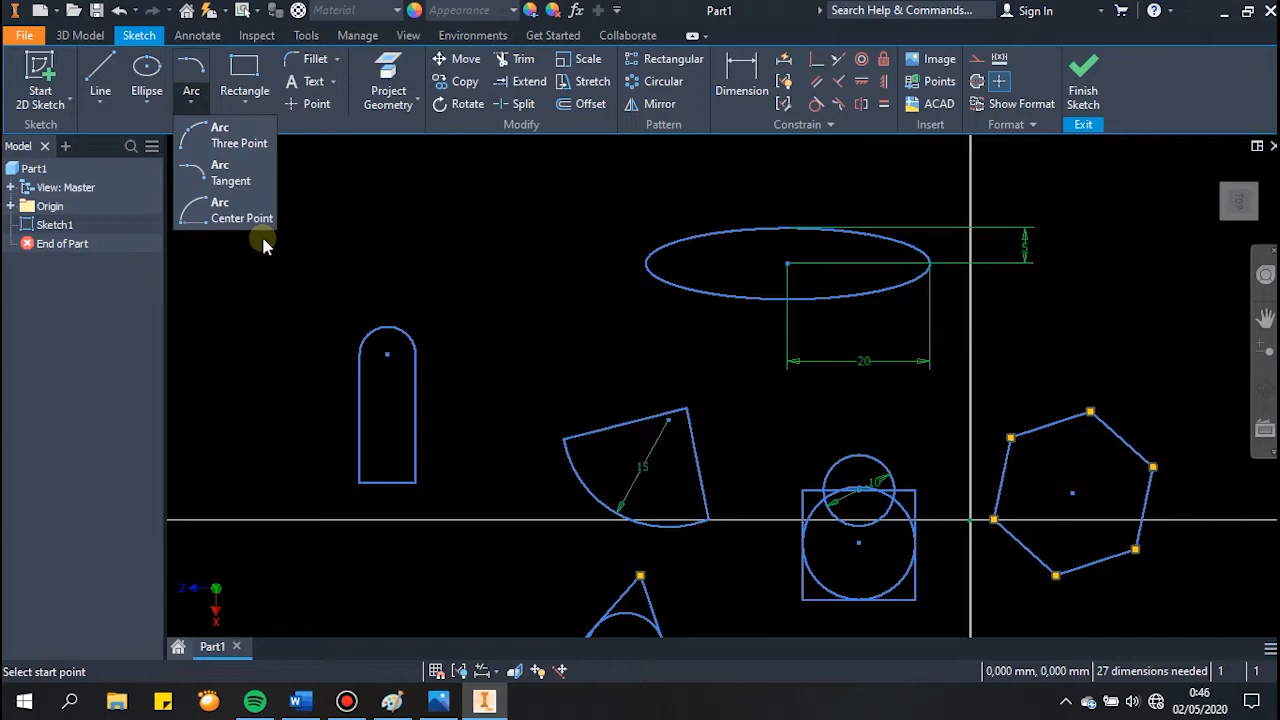 Material
Appearance
Part1
Search Help & Commands...
Sign In
File
3D Model
Sketch
Annotate
Inspect
Tools
Manage
View
Environments
Get Started
Collaborate
Start
2D Sketch
Line
Ellipse
Arc
Rectangle
Fillet
Text
Point
Project
Geometry
Move
Copy
Rotate
Trim
Extend
Split
Scale
Stretch
Offset
Rectangular
Circular
Mirror
Dimension
Image
Points
ACAD
Show Format
Finish
Sketch
Sketch
Modify
Pattern
Constrain
Insert
Format
Exit
Arc
Three Point
Arc
Tangent
Arc
Center Point
Model
Part1
View: Master
Origin
Sketch1
End of Part
TOP
5
20
15
10
Z
X
Part1
Select start point
0,000 mm, 0,000 mm
27 dimensions needed
1
1
0:46
02/05/2020